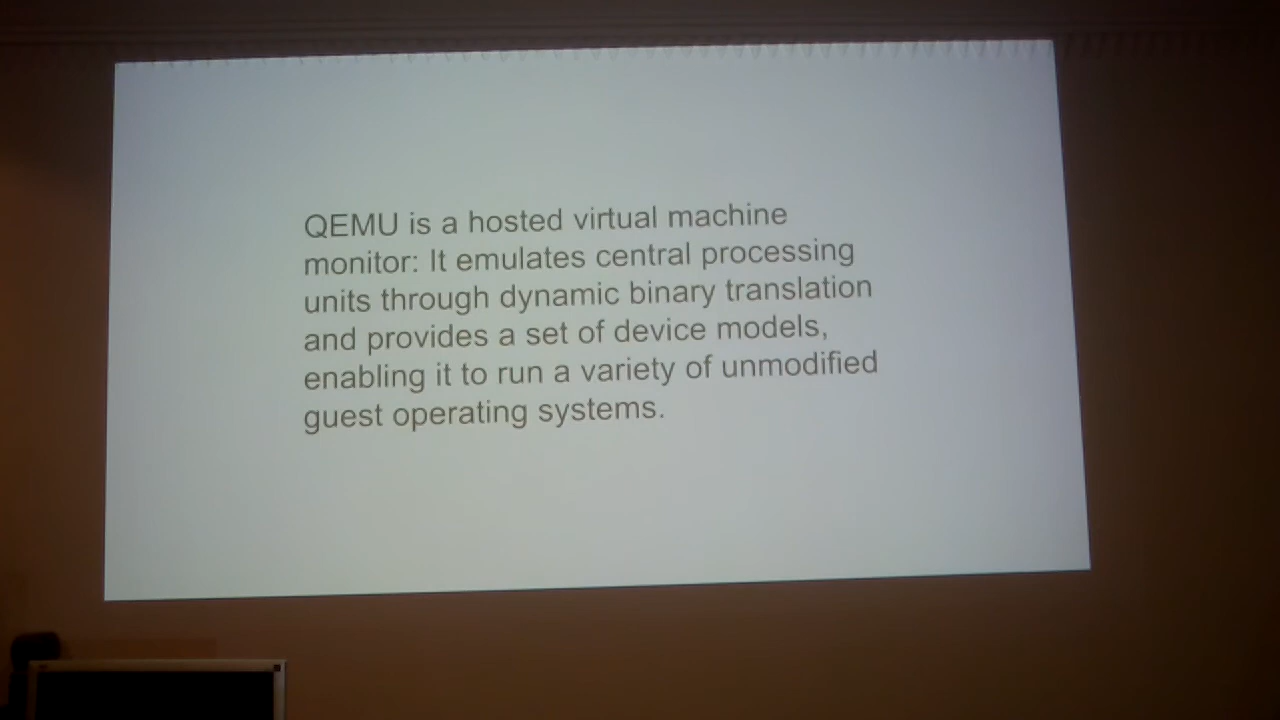 QEMU is a hosted virtual machine
monitor: It emulates central processing
units through dynamic binary translation
and provides a set of device models,
enabling it to run a variety of unmodified
guest operating systems.